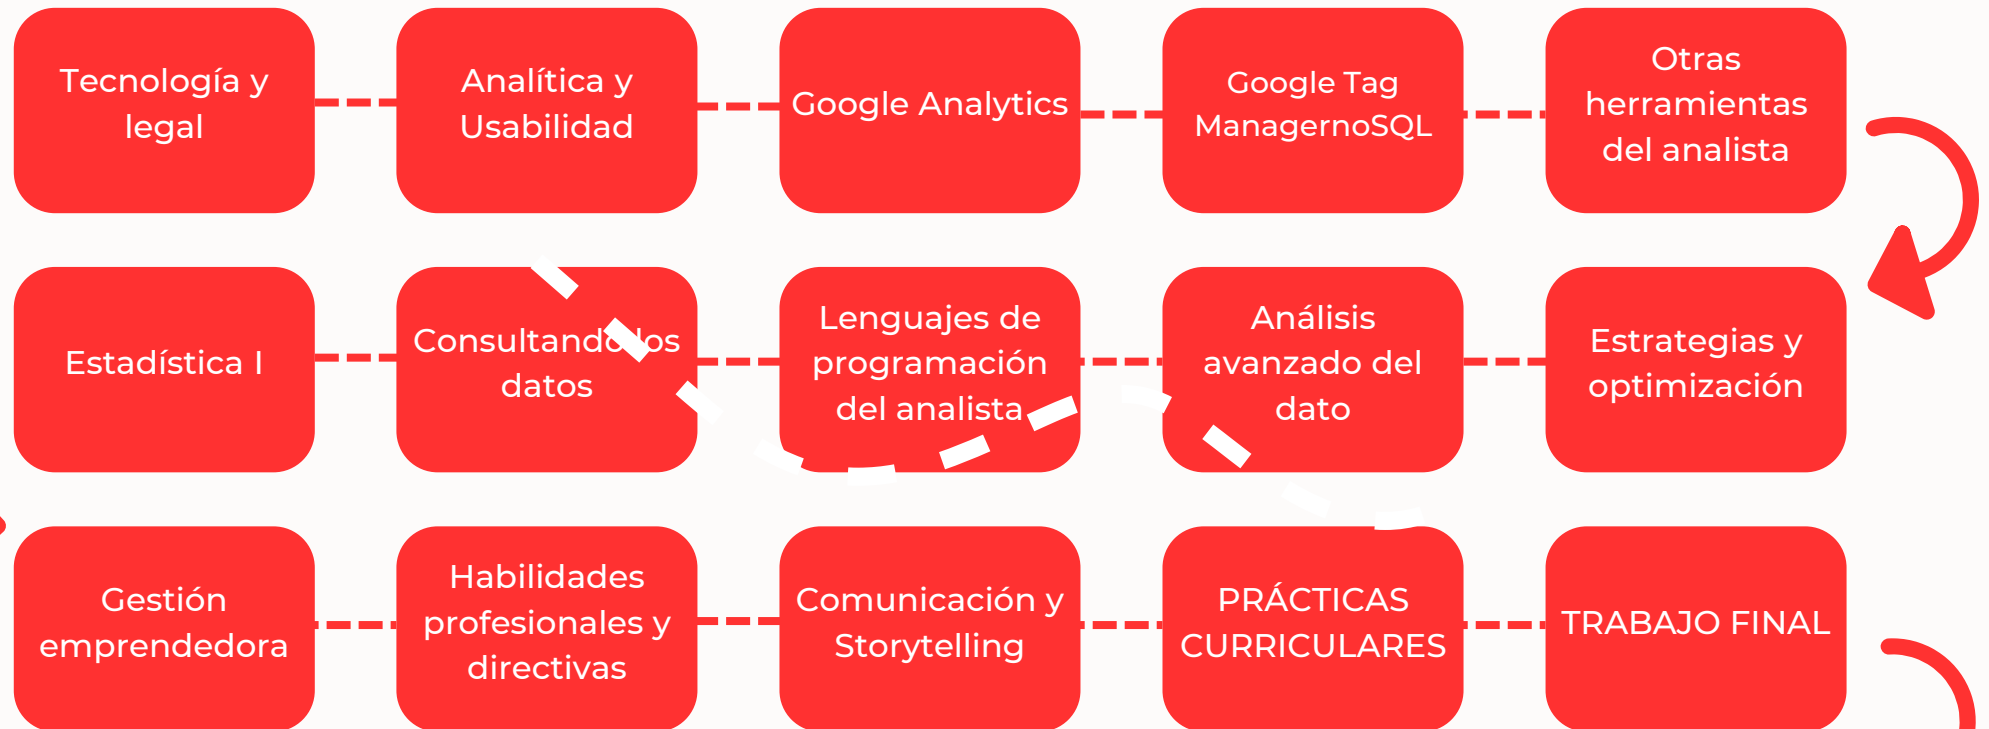 Tecnología y
legal
Analítica y
Usabilidad
Google Analytics
Google Tag
ManagernoSQL
Otras
herramientas
del analista
Estadística I
Consultando los
datos
Lenguajes de
programación
del analista
Análisis
avanzado del
dato
Estrategias y
optimización
Gestión
emprendedora
Habilidades
profesionales y
directivas
Comunicación y
Storytelling
PRÁCTICAS
CURRICULARES
TRABAJO FINAL